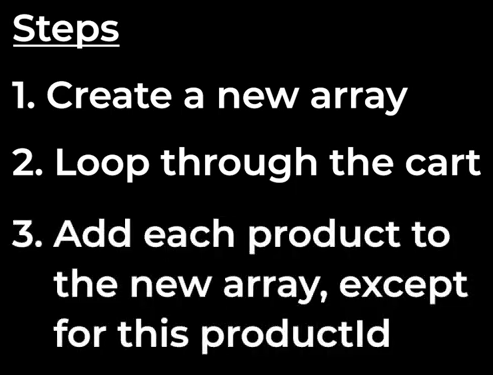 Steps
1. Create a new array
2. Loop through the cart
3. Add each product to
the new array, except
for this productId